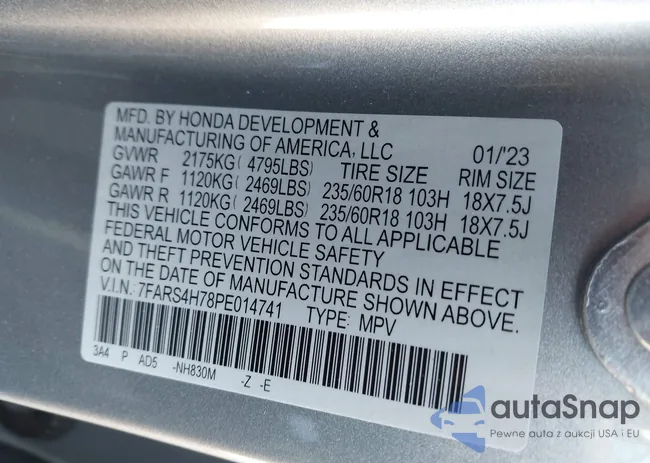 MFD. BY HONDA DEVELOPMENT &
MANUFACTURING OF AMERICA, LLC 01/'23
GVWR 2175KG( 4795LBS) TIRE SIZE RIM SIZE
GAWR F 1120KG( 2469LBS) 235/60R18 103H 18X7.5J
GAWR R 1120KG( 2469LBS) 235/60R18 103H 18X7.5J
THIS VEHICLE CONFORMS TO ALL APPLICABLE
FEDERAL MOTOR VEHICLE SAFETY
AND THEFT PREVENTION STANDARDS IN EFFECT
ON THE DATE OF MANUFACTURE SHOWN ABOVE.
V.I.N: 7FARS4H78PE014741 TYPE: MPV
3A4 P AD5 -NH830M -Z -E
autaSnap
Pewne auta z aukcji USA i EU